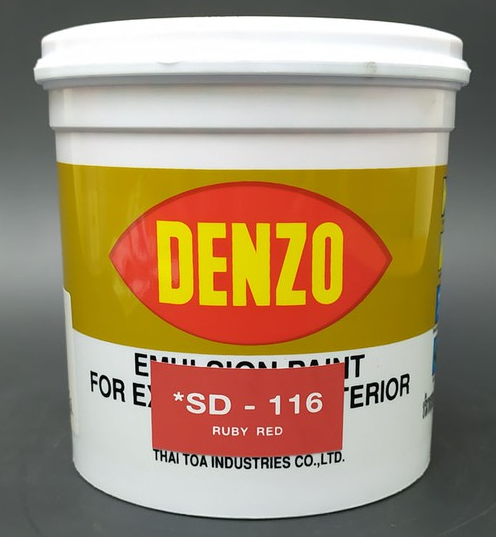 DENZO
EMULSION PAINT
FOR EX TERIOR
*SD - 116
RUBY RED
THAI TOA INDUSTRIES CO.,LTD.